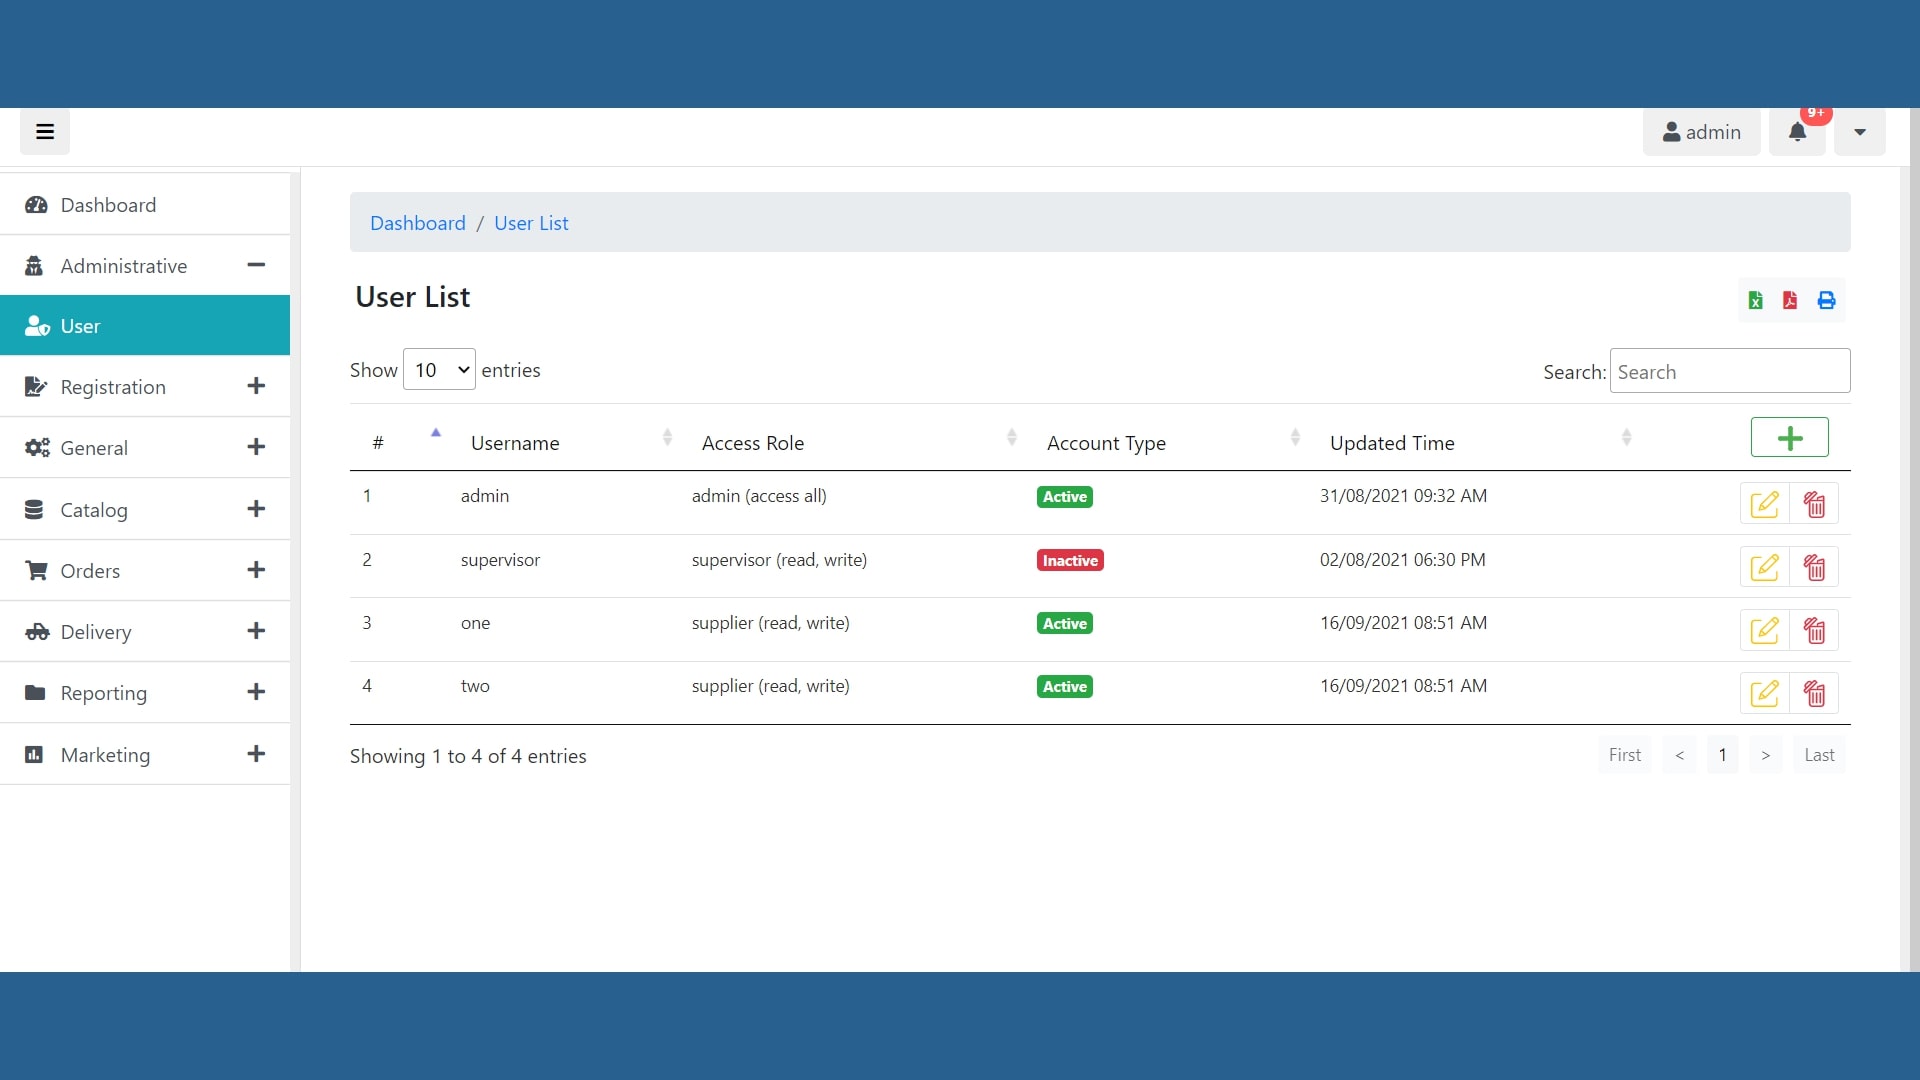 admin
9+
Dashboard
Administrative
User
Registration
General
Catalog
Orders
Delivery
Reporting
Marketing
Dashboard / User List
User List
Show 10 entries
Search: Search
# Username Access Role Account Type Updated Time
1 admin admin (access all) Active 31/08/2021 09:32 AM
2 supervisor supervisor (read, write) Inactive 02/08/2021 06:30 PM
3 one supplier (read, write) Active 16/09/2021 08:51 AM
4 two supplier (read, write) Active 16/09/2021 08:51 AM
Showing 1 to 4 of 4 entries
First < 1 > Last